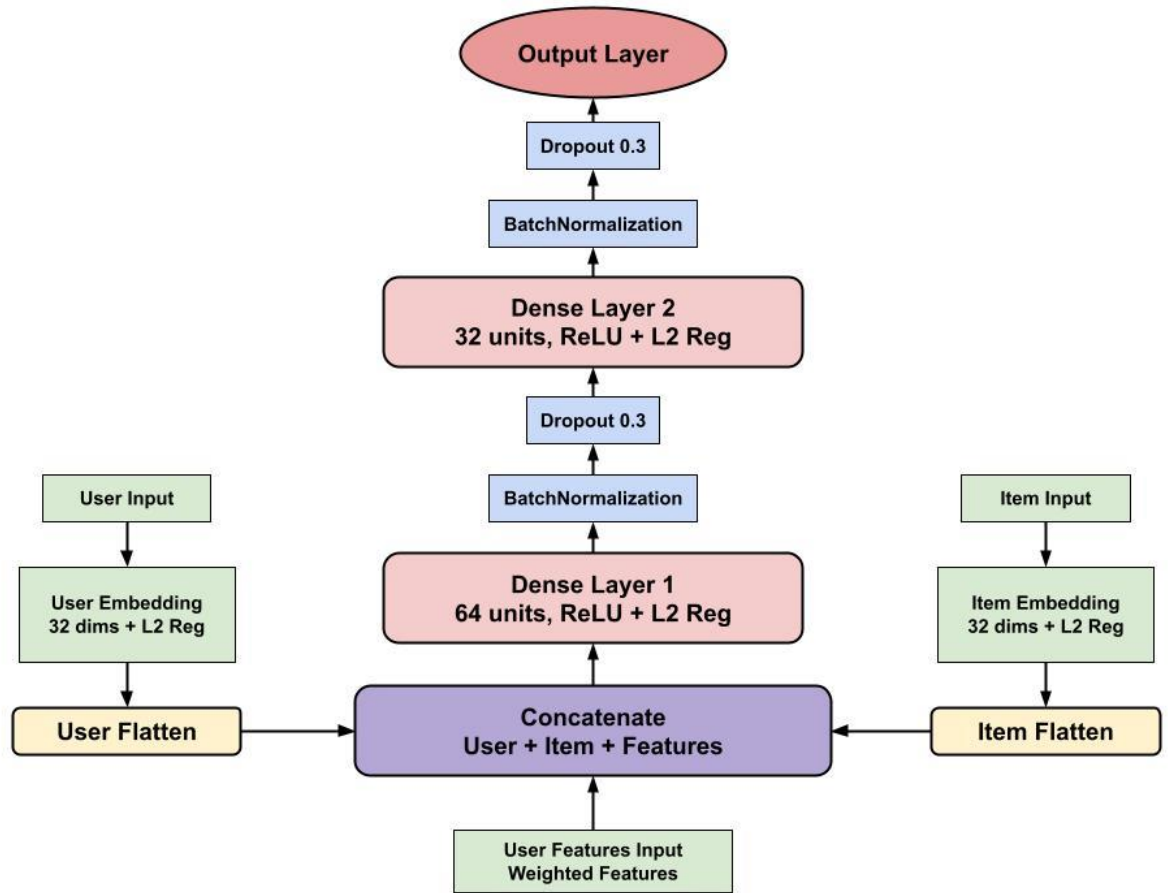 Output Layer
Dropout 0.3
BatchNormalization
Dense Layer 2
32 units, ReLU + L2 Reg
Dropout 0.3
User Input
BatchNormalization
Item Input
User Embedding
32 dims + L2 Reg
Dense Layer 1
64 units, ReLU + L2 Reg
Item Embedding
32 dims + L2 Reg
User Flatten
Concatenate
User + Item + Features
Item Flatten
User Features Input
Weighted Features